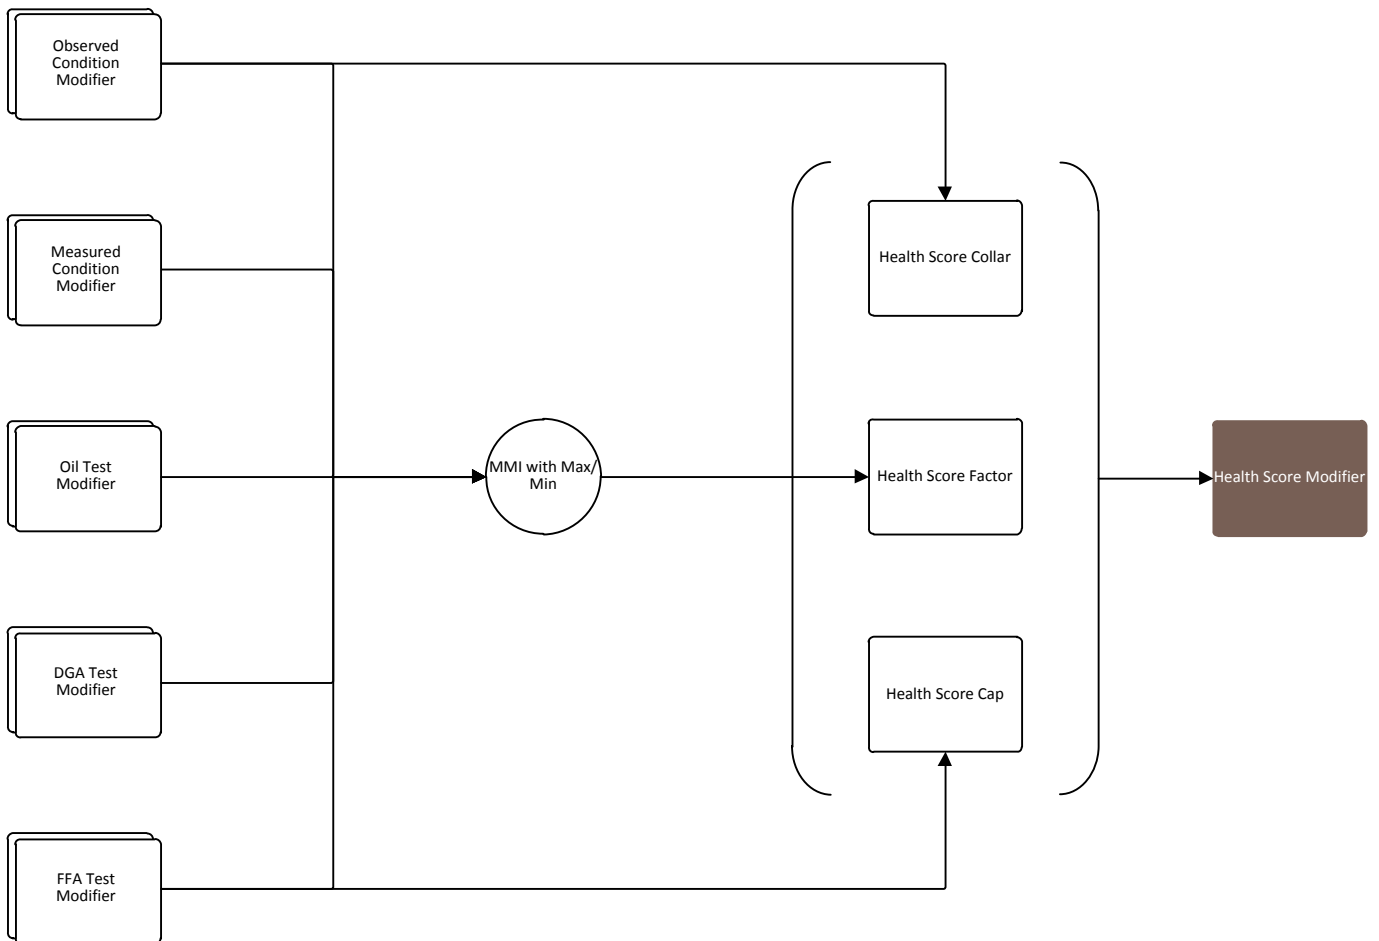 Observed
Condition
Modifier
Measured
Condition
Modifier
Oil Test
Modifier
DGA Test
Modifier
FFA Test
Modifier
MMI with Max/
Min
Health Score Collar
Health Score Factor
Health Score Cap
Health Score Modifier